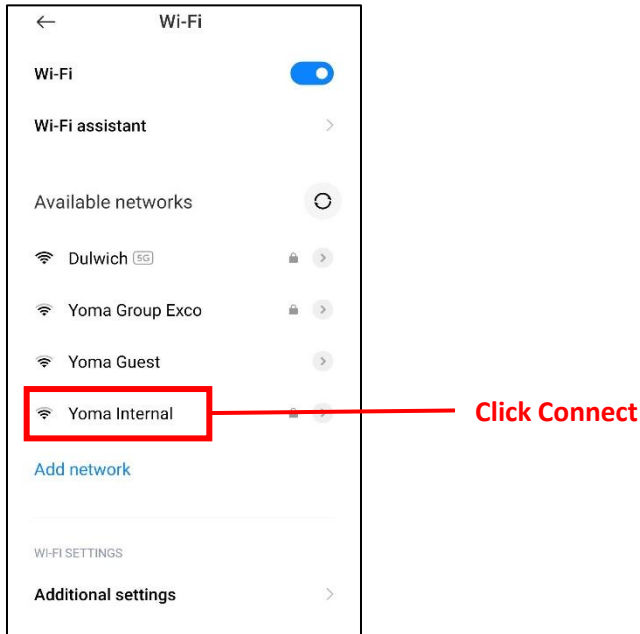 Wi-Fi
Wi-Fi
Wi-Fi assistant
Available networks
Dulwich 5G
Yoma Group Exco
Yoma Guest
Yoma Internal
Click Connect
Add network
WI-FI SETTINGS
Additional settings